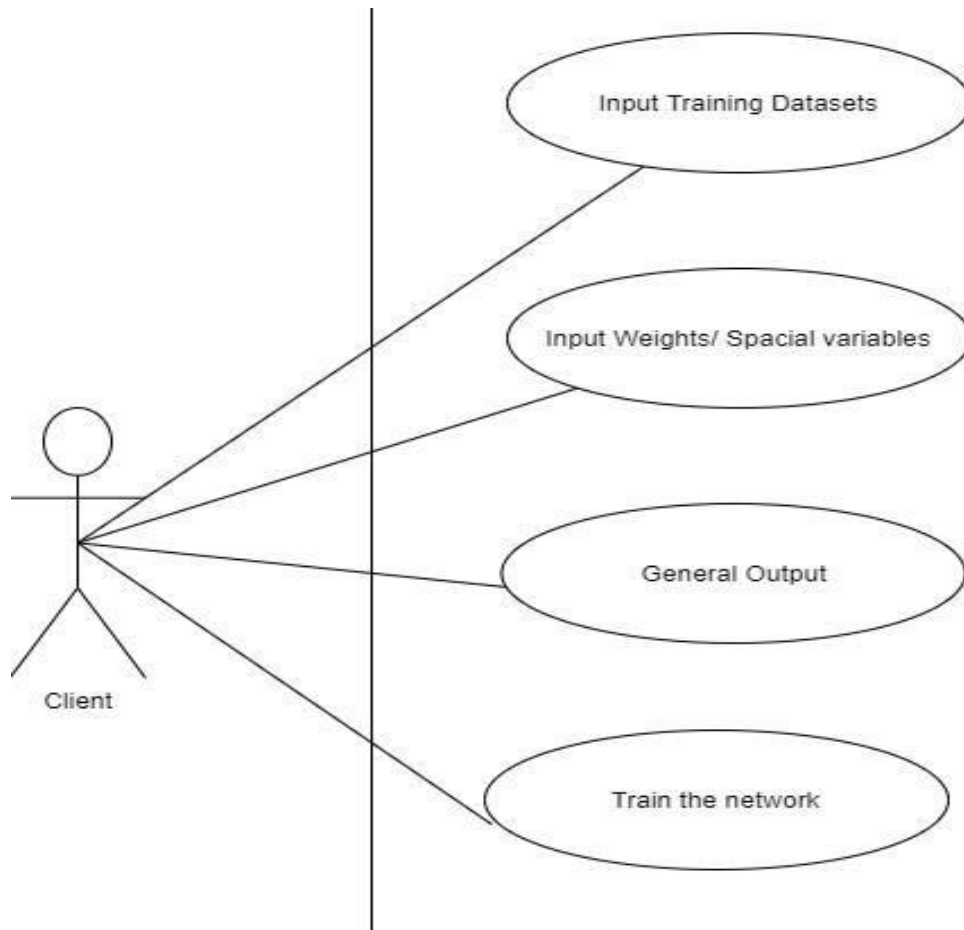 Input Training Datasets
Input Weights/ Spacial variables
General Output
Client
Train the network